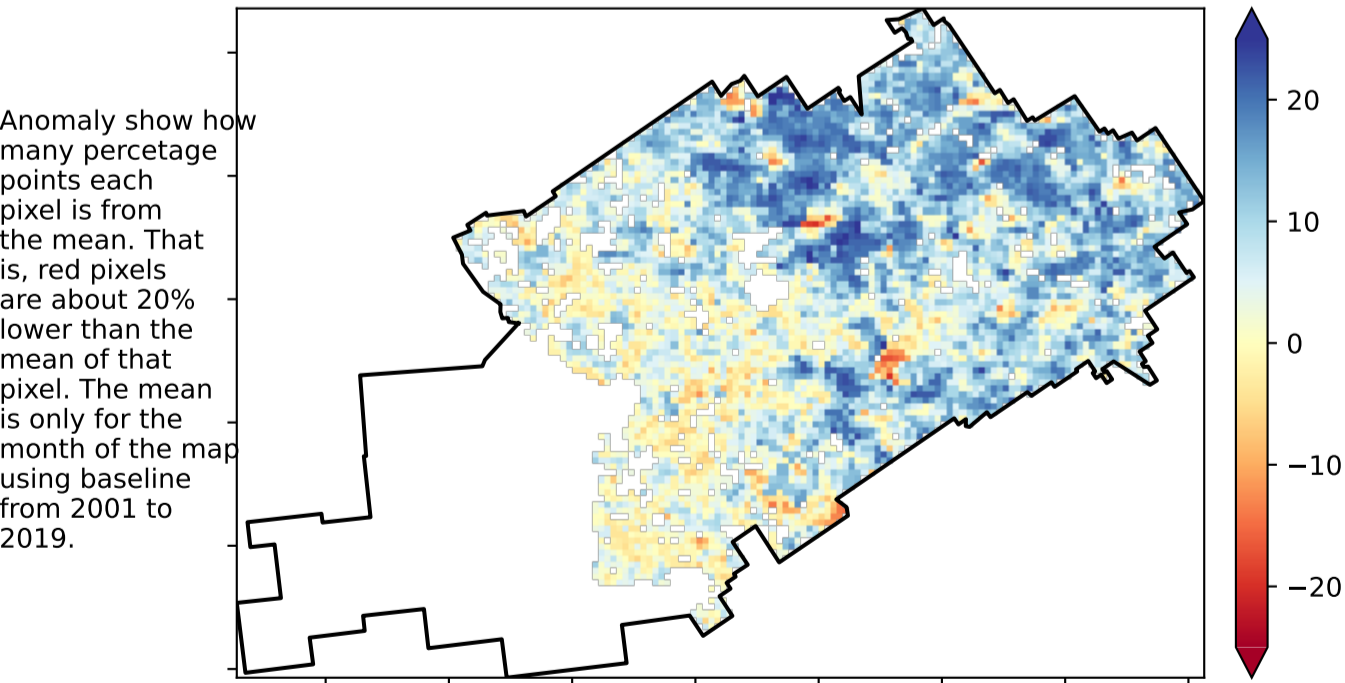 Anomaly show how
many percetage
points each
pixel is from
the mean. That
is, red pixels
are about 20%
lower than the
mean of that
pixel. The mean
is only for the
month of the map
using baseline
from 2001 to
2019.
20
10
0
−10
−20